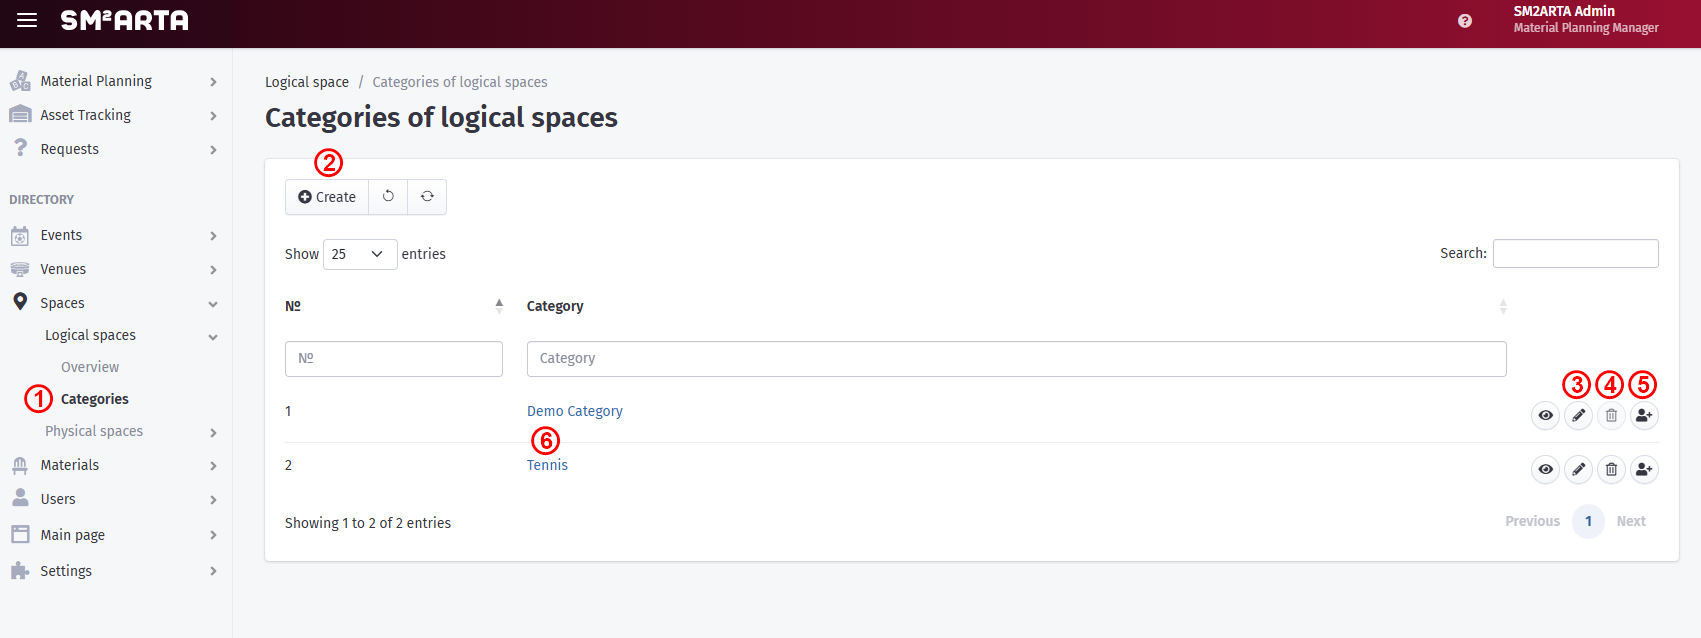 SM²ARTA
SM2ARTA Admin
Material Planning Manager
Material Planning
Asset Tracking
Requests
DIRECTORY
Events
Venues
Spaces
Logical spaces
Overview
1 Categories
Physical spaces
Materials
Users
Main page
Settings
Logical space / Categories of logical spaces
Categories of logical spaces
2
Create
Show 25 entries
Search:
№ Category
№ Category
3 4 5
1 Demo Category
6
2 Tennis
Showing 1 to 2 of 2 entries
Previous 1 Next